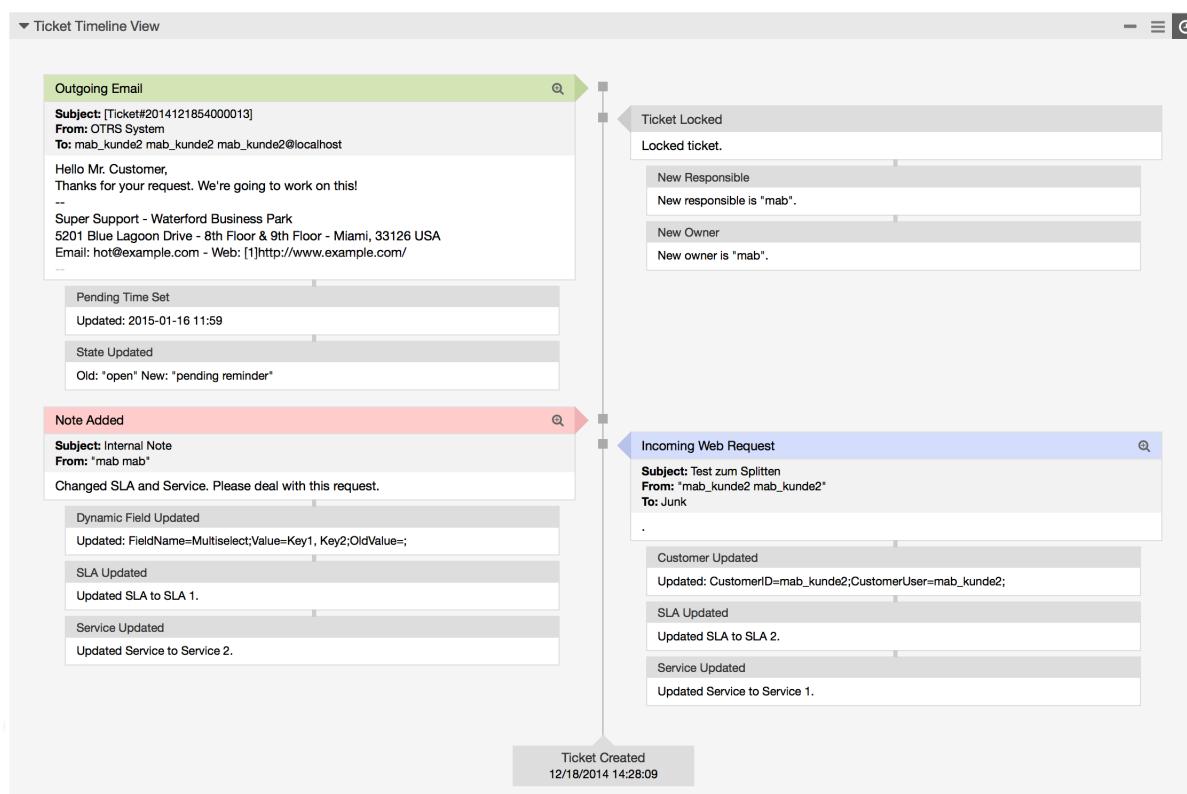 Ticket Timeline View
Outgoing Email
Subject: [Ticket#2014121854000013]
From: OTRS System
To: mab_kunde2 mab_kunde2 mab_kunde2@localhost
Hello Mr. Customer,
Thanks for your request. We're going to work on this!
--
Super Support - Waterford Business Park
5201 Blue Lagoon Drive - 8th Floor & 9th Floor - Miami, 33126 USA
Email: hot@example.com - Web: [1]http://www.example.com/
--
Pending Time Set
Updated: 2015-01-16 11:59
State Updated
Old: "open" New: "pending reminder"
Ticket Locked
Locked ticket.
New Responsible
New responsible is "mab".
New Owner
New owner is "mab".
Note Added
Subject: Internal Note
From: "mab mab"
Changed SLA and Service. Please deal with this request.
Dynamic Field Updated
Updated: FieldName=Multiselect;Value=Key1, Key2;OldValue=;
SLA Updated
Updated SLA to SLA 1.
Service Updated
Updated Service to Service 2.
Incoming Web Request
Subject: Test zum Splitten
From: "mab_kunde2 mab_kunde2"
To: Junk
.
Customer Updated
Updated: CustomerID=mab_kunde2;CustomerUser=mab_kunde2;
SLA Updated
Updated SLA to SLA 2.
Service Updated
Updated Service to Service 1.
Ticket Created
12/18/2014 14:28:09